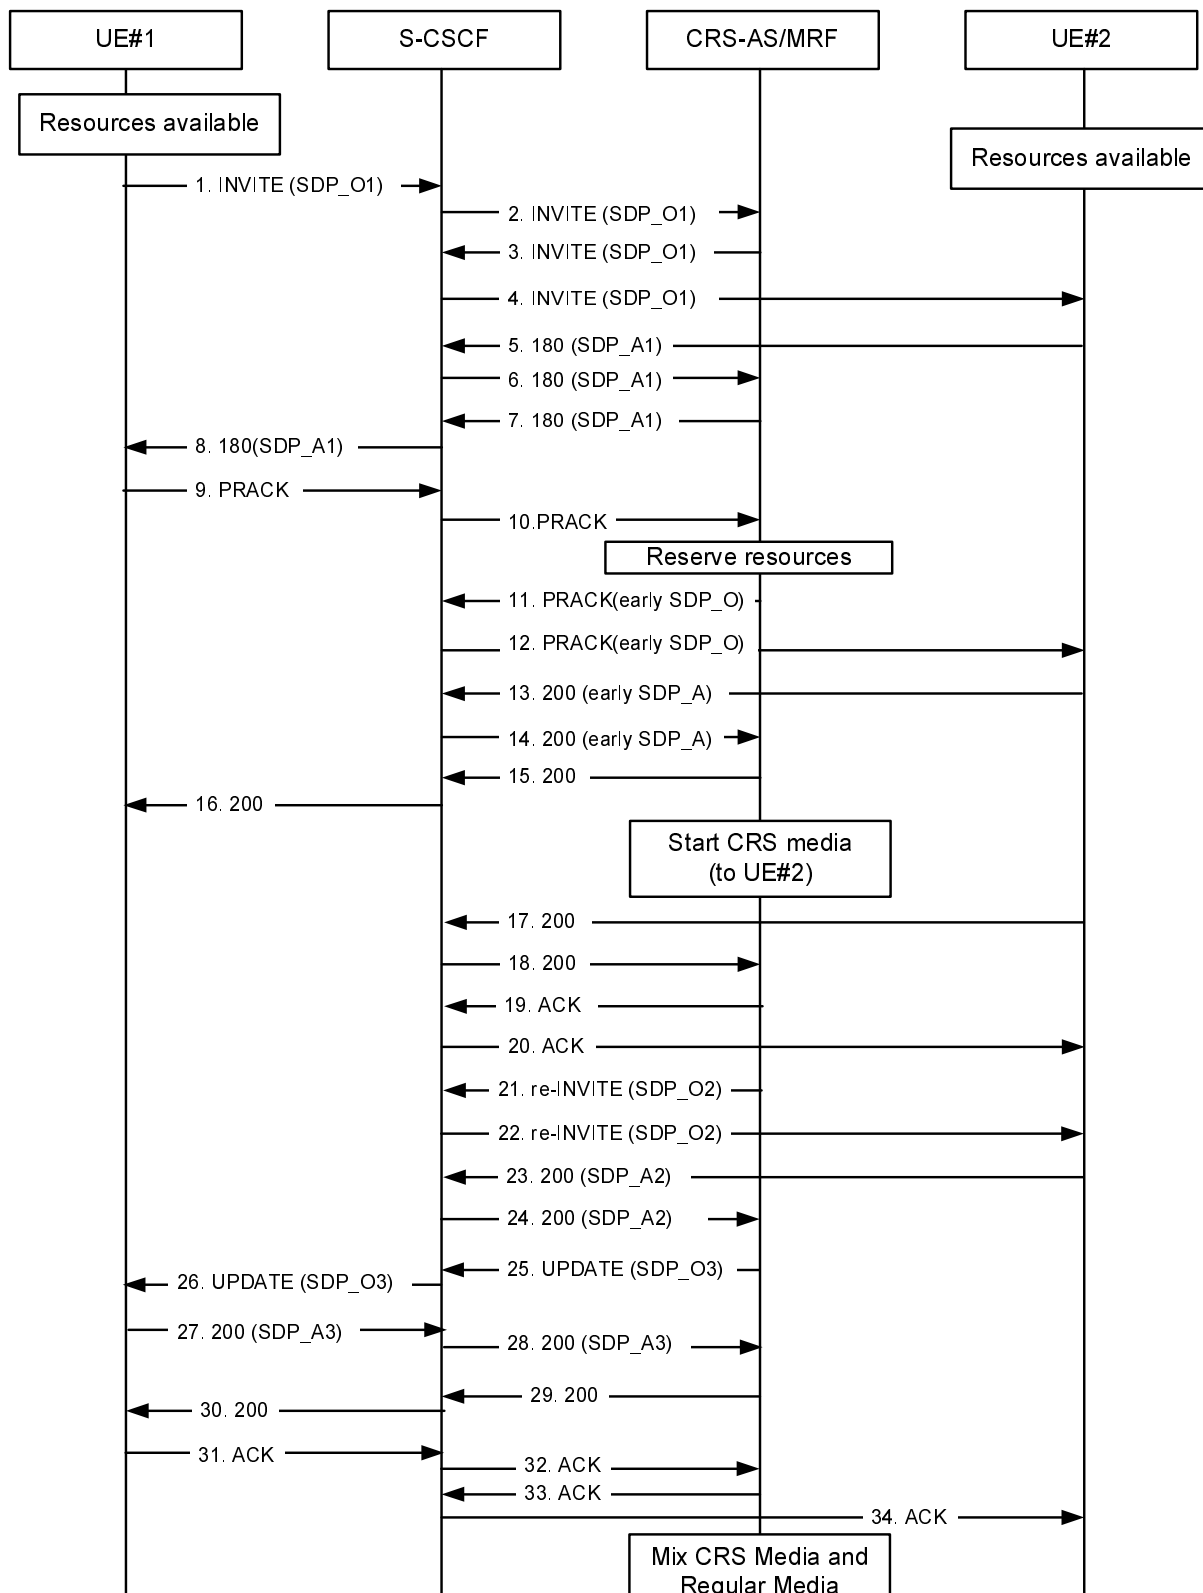 UE#1
S-CSCF
CRS-AS/MRF
UE#2
Resources available
Resources available
1. INVITE (SDP_O1)
2. INVITE (SDP_O1)
3. INVITE (SDP_O1)
4. INVITE (SDP_O1)
5. 180 (SDP_A1)
6. 180 (SDP_A1)
7. 180 (SDP_A1)
8. 180(SDP_A1)
9. PRACK
10.PRACK
Reserve resources
11. PRACK(early SDP_O)
12. PRACK(early SDP_O)
13. 200 (early SDP_A)
14. 200 (early SDP_A)
15. 200
16. 200
Start CRS media
(to UE#2)
17. 200
18. 200
19. ACK
20. ACK
21. re-INVITE (SDP_O2)
22. re-INVITE (SDP_O2)
23. 200 (SDP_A2)
24. 200 (SDP_A2)
25. UPDATE (SDP_O3)
26. UPDATE (SDP_O3)
27. 200 (SDP_A3)
28. 200 (SDP_A3)
29. 200
30. 200
31. ACK
32. ACK
33. ACK
34. ACK
Mix CRS Media and
Regular Media